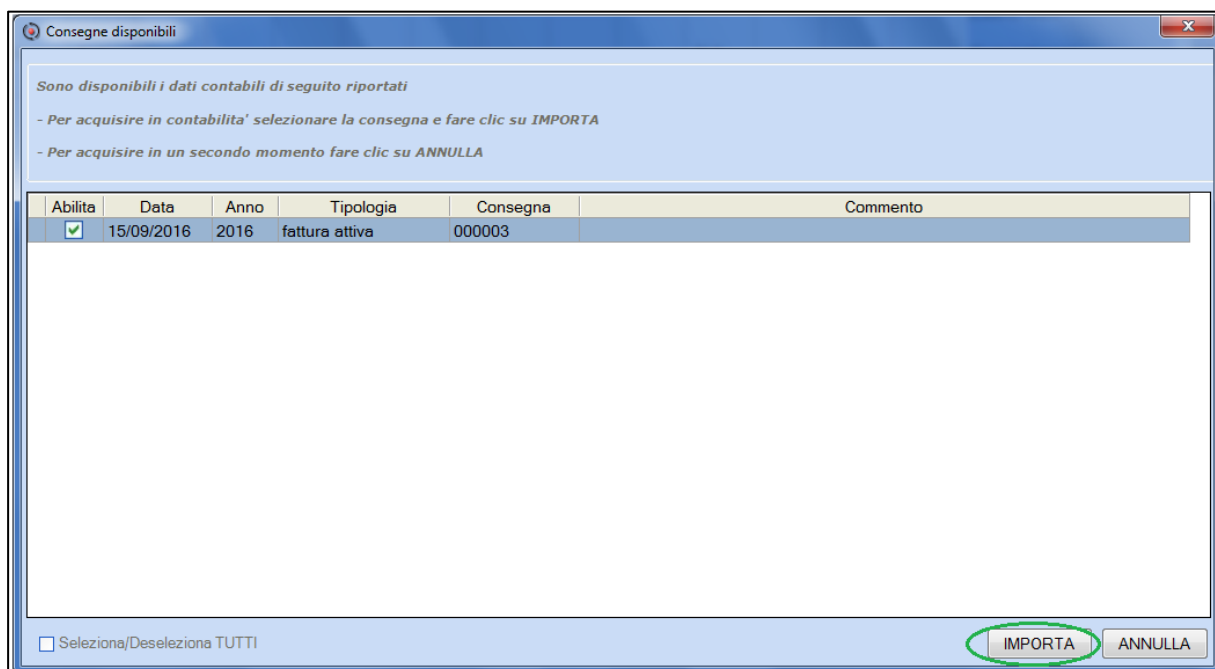 Consegne disponibili
Sono disponibili i dati contabili di seguito riportati
- Per acquisire in contabilita' selezionare la consegna e fare clic su IMPORTA
- Per acquisire in un secondo momento fare clic su ANNULLA
Abilita Data Anno Tipologia Consegna Commento
15/09/2016 2016 fattura attiva 000003
Seleziona/Deseleziona TUTTI IMPORTA ANNULLA